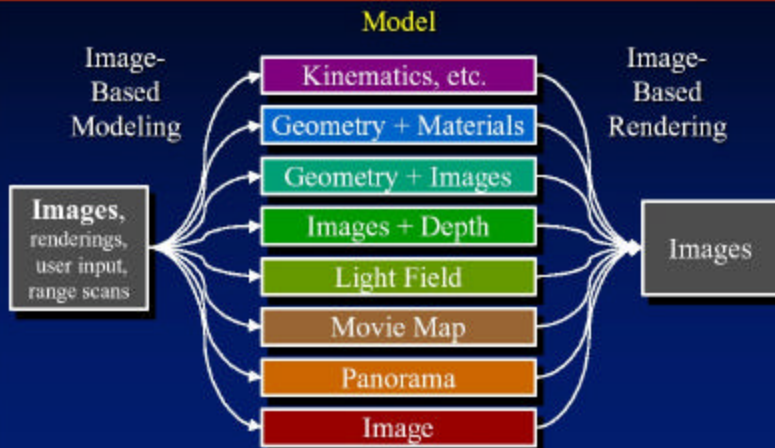 Model
Image-
Based
Modeling
Image-
Based
Rendering
Kinematics, etc.
Geometry + Materials
Geometry + Images
Images + Depth
Light Field
Movie Map
Panorama
Image
Images,
renderings,
user input,
range scans
Images